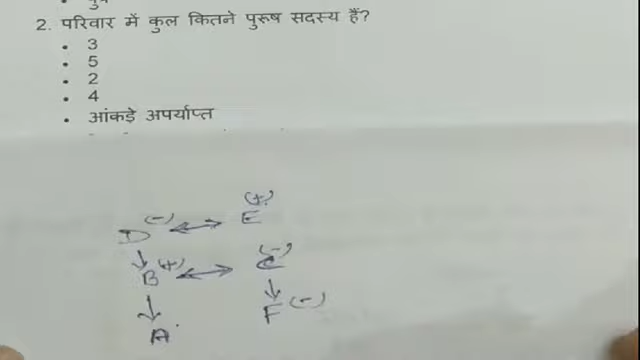 2. परिवार में कुल कितने पुरूष सदस्य हैं?
• 3
• 5
• 2
• 4
• आंकड़े अपर्याप्त
(-) (+)
D ↔ E
↓
B (+) ↔ C (-)
↓ ↓
A F (-)